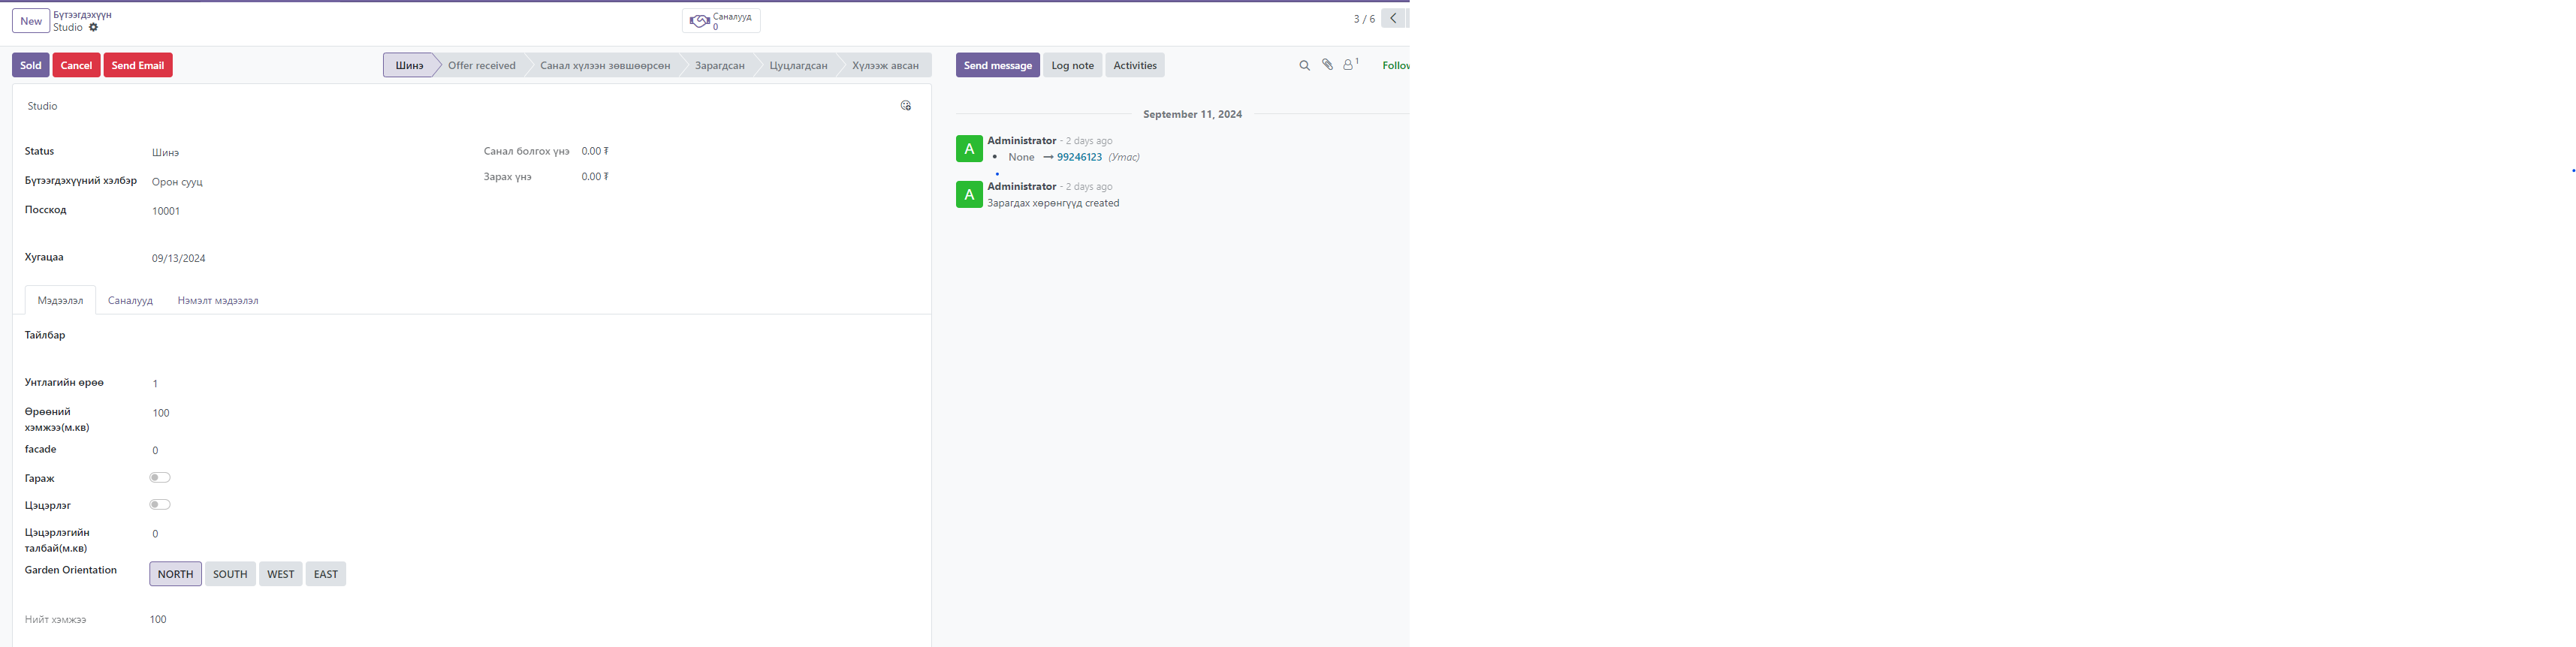 New
Бүтээгдэхүүн
Studio
Саналууд
0
3 / 6
Sold Cancel Send Email
Шинэ Offer received Санал хүлээн зөвшөөрсөн Зарагдсан Цуцлагдсан Хүлээж авсан
Send message Log note Activities
1
Studio
Status Шинэ
Бүтээгдэхүүний хэлбэр Орон сууц
Посскод 10001
Хугацаа 09/13/2024
Санал болгох үнэ 0.00 ₮
Зарах үнэ 0.00 ₮
Мэдээлэл Саналууд Нэмэлт мэдээлэл
Тайлбар
Унтлагийн өрөө 1
Өрөөний 100
хэмжээ(м.кв)
facade 0
Гараж
Цэцэрлэг
Цэцэрлэгийн 0
талбай(м.кв)
Garden Orientation NORTH SOUTH WEST EAST
Нийт хэмжээ 100
September 11, 2024
A
Administrator - 2 days ago
None → 99246123 (Утас)
A
Administrator - 2 days ago
Зарагдах хөрөнгүүд created